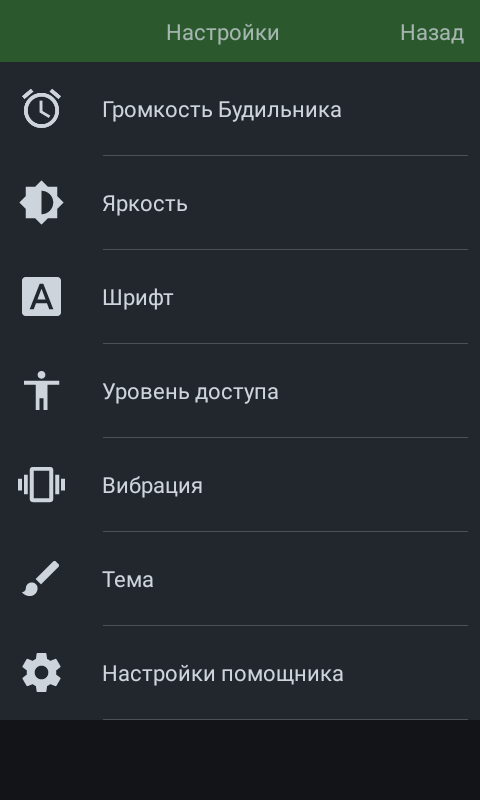 Настройки Назад
Громкость Будильника
Яркость
A Шрифт
Уровень доступа
Вибрация
Тема
Настройки помощника